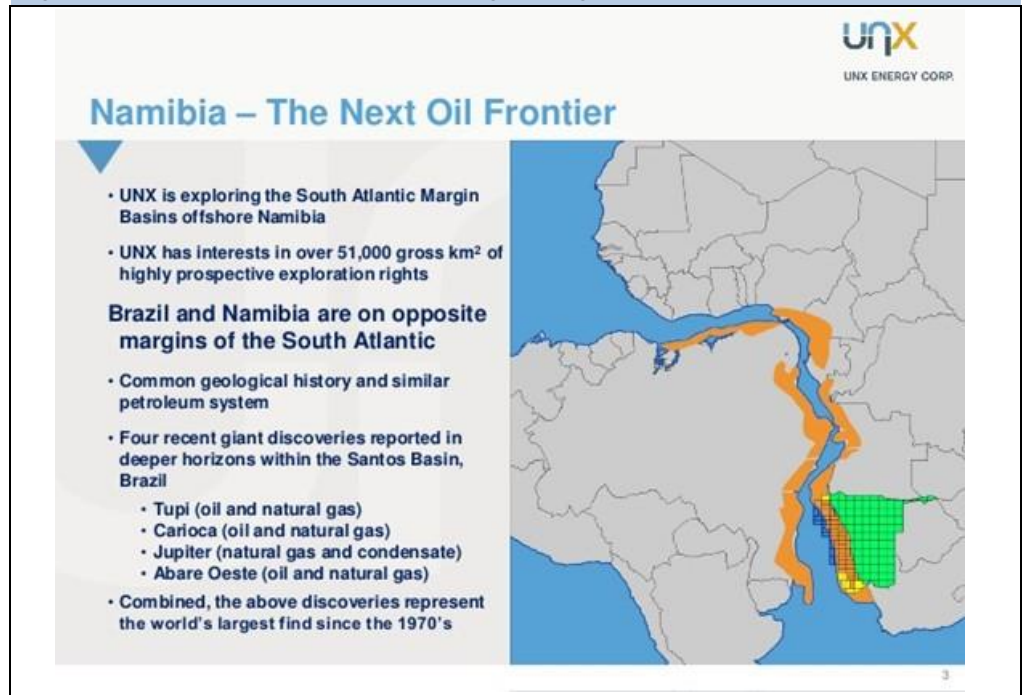 unx
UNX ENERGY CORP.
Namibia – The Next Oil Frontier
• UNX is exploring the South Atlantic Margin
Basins offshore Namibia
• UNX has interests in over 51,000 gross km² of
highly prospective exploration rights
Brazil and Namibia are on opposite
margins of the South Atlantic
• Common geological history and similar
petroleum system
• Four recent giant discoveries reported in
deeper horizons within the Santos Basin,
Brazil
• Tupi (oil and natural gas)
• Carioca (oil and natural gas)
• Jupiter (natural gas and condensate)
• Abare Oeste (oil and natural gas)
• Combined, the above discoveries represent
the world's largest find since the 1970's
3